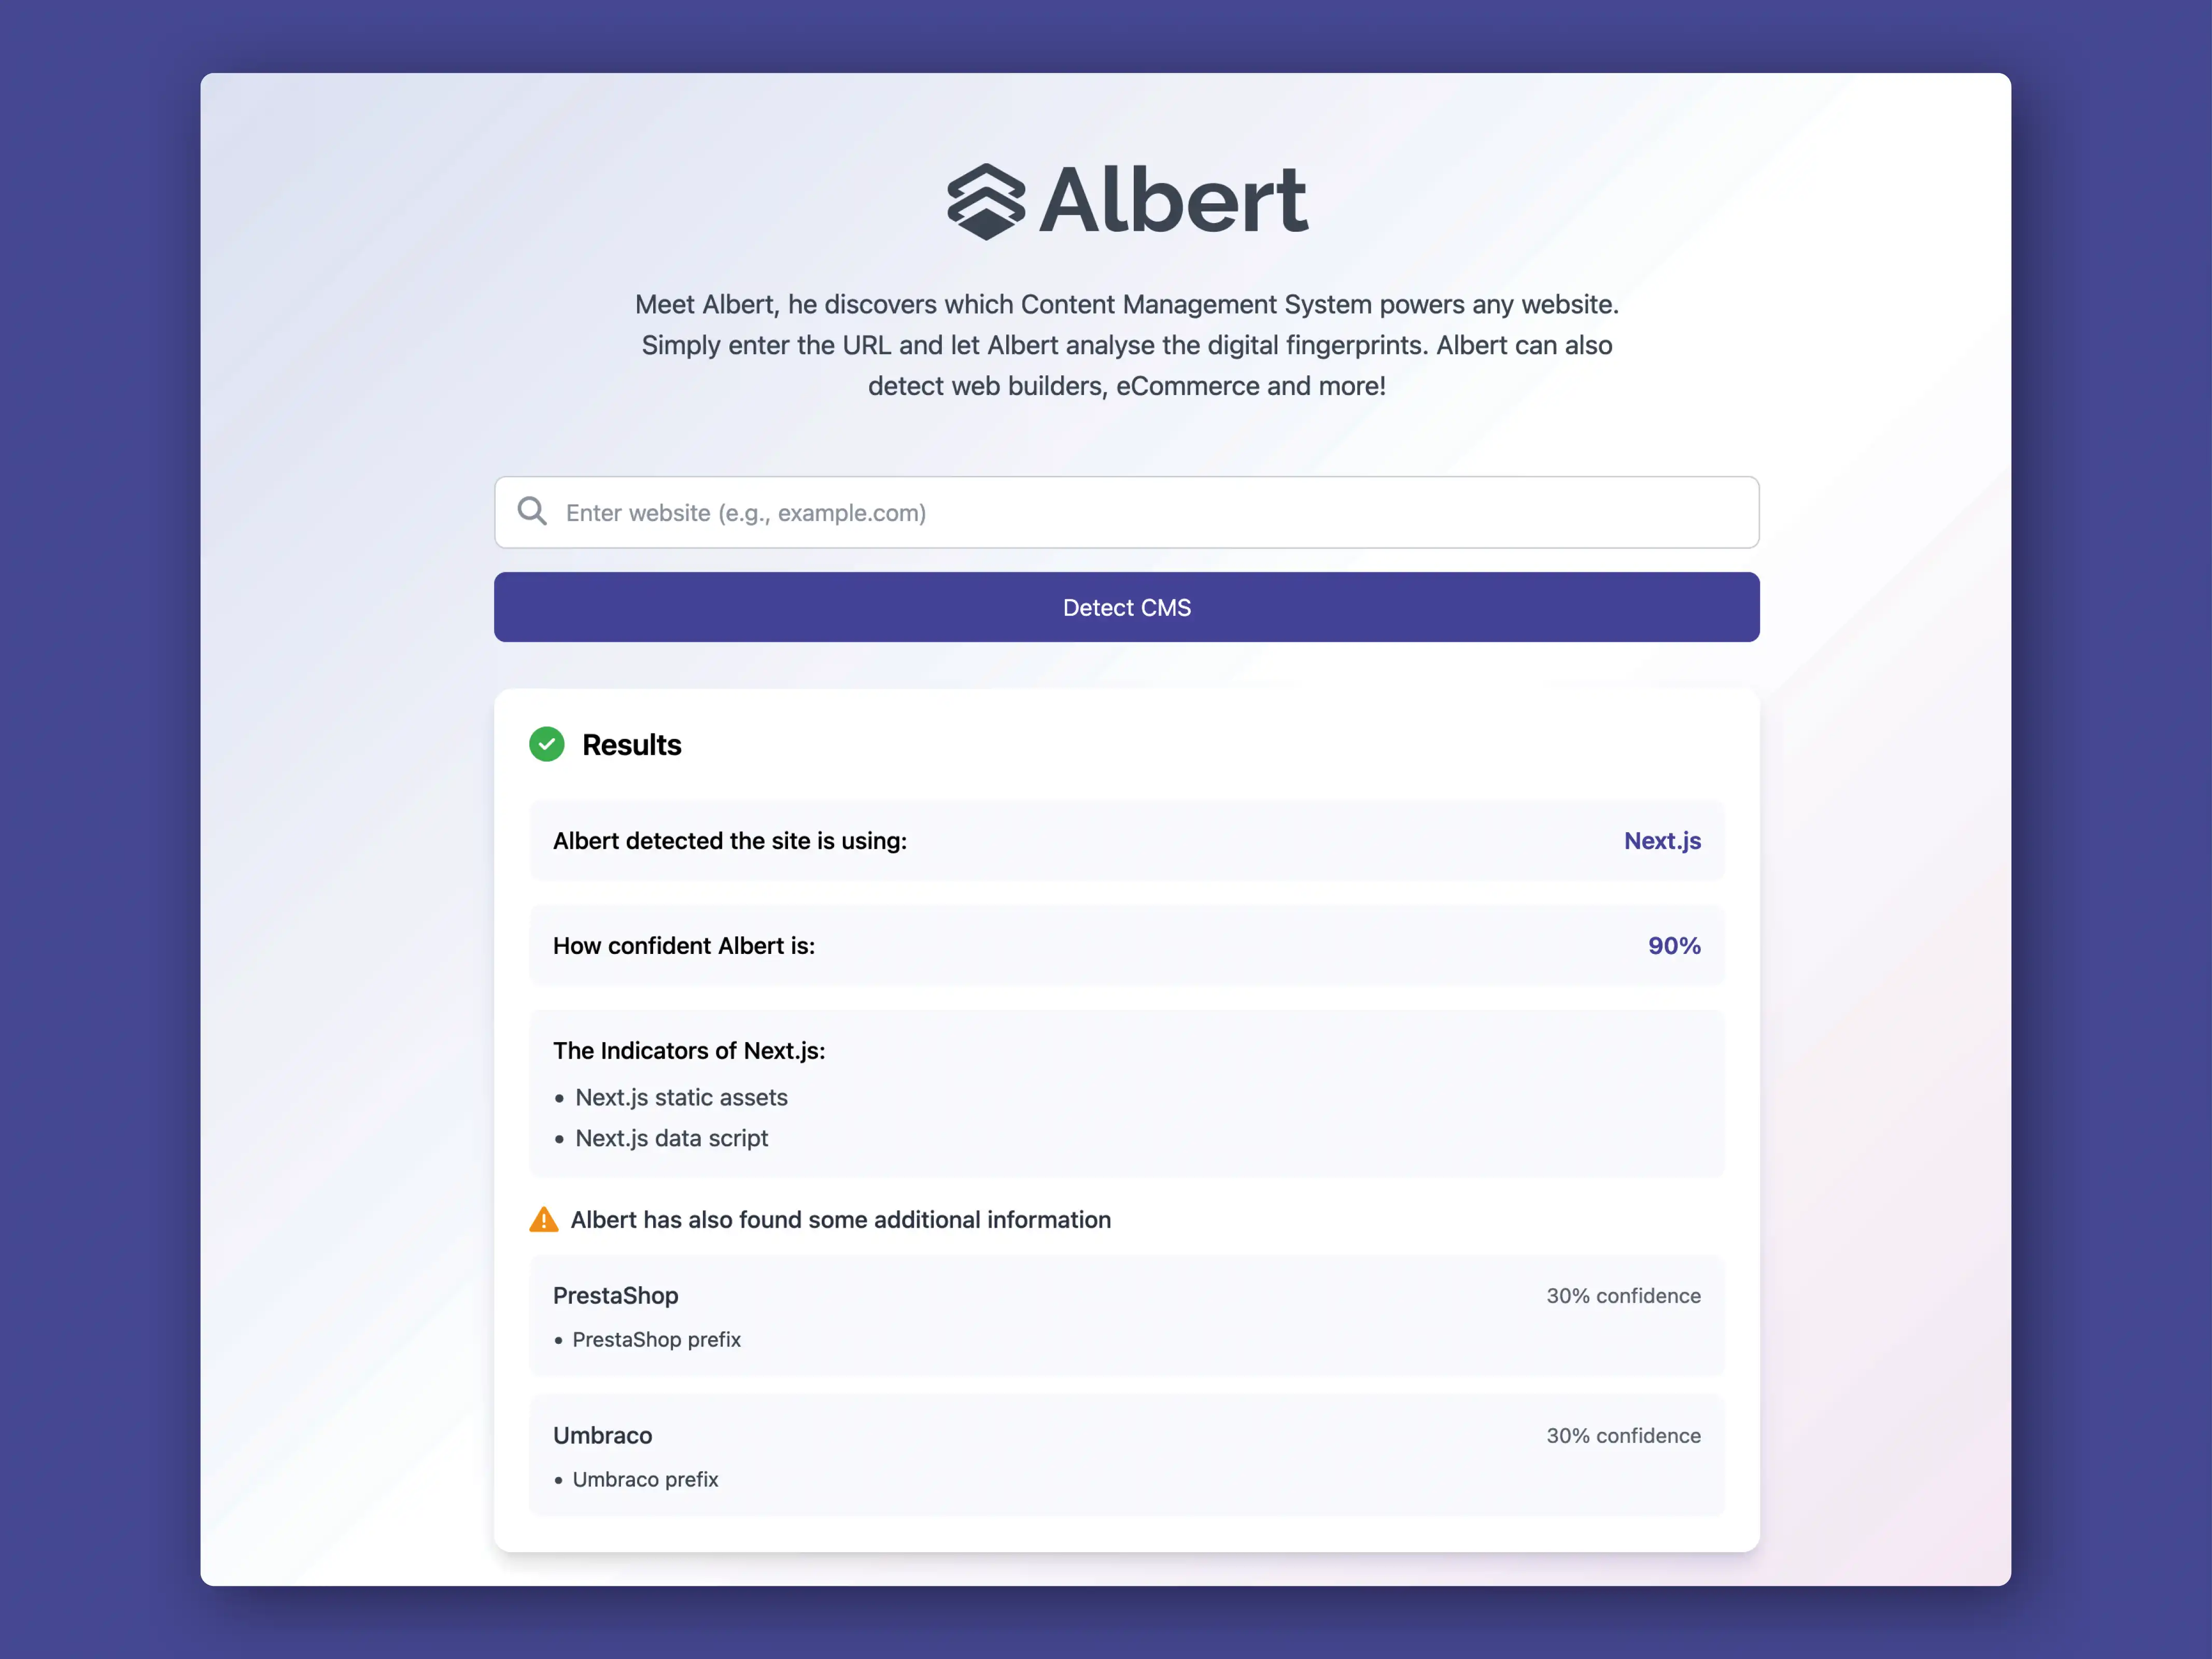 Albert
Meet Albert, he discovers which Content Management System powers any website.
Simply enter the URL and let Albert analyse the digital fingerprints. Albert can also
detect web builders, eCommerce and more!
Enter website (e.g., example.com)
Detect CMS
Results
Albert detected the site is using: Next.js
How confident Albert is: 90%
The Indicators of Next.js:
• Next.js static assets
• Next.js data script
Albert has also found some additional information
PrestaShop 30% confidence
• PrestaShop prefix
Umbraco 30% confidence
• Umbraco prefix